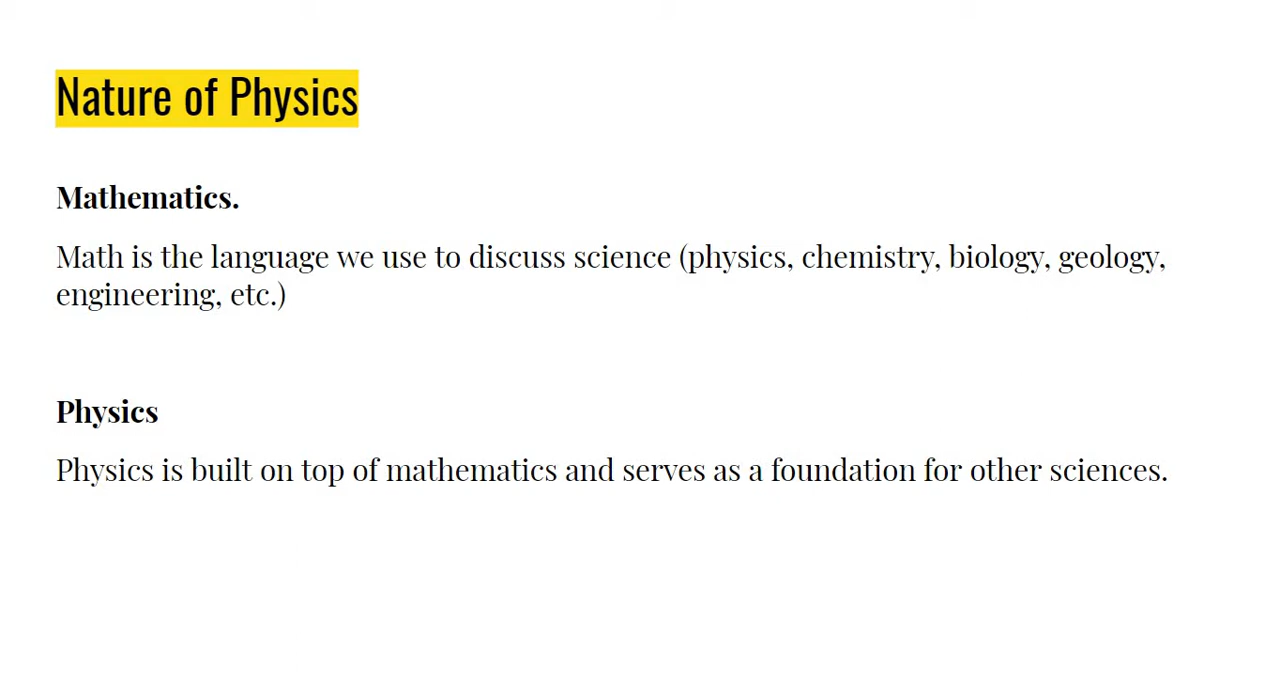 Nature of Physics
Mathematics.
Math is the language we use to discuss science (physics, chemistry, biology, geology,
engineering, etc.)
Physics
Physics is built on top of mathematics and serves as a foundation for other sciences.